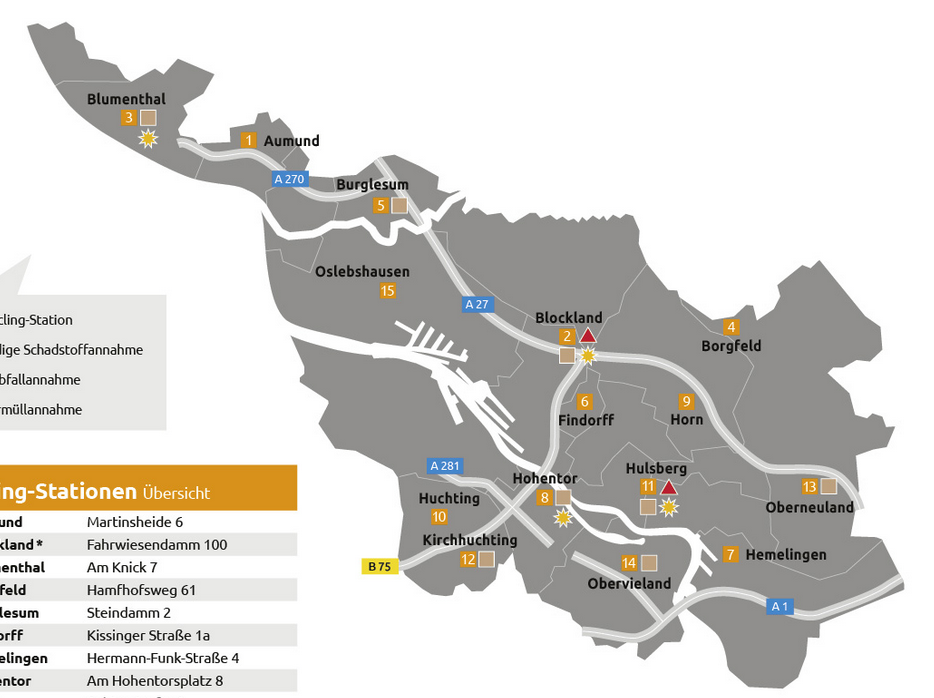 Blumenthal
3
1 Aumund
A 270
Burglesum
5
Oslebshausen
15
A 27
Blockland
2
4
Borgfeld
6
Findorff
9
Horn
A 281
Hohentor
8
Hulsberg
11
13
Oberneuland
Huchting
10
Kirchhuchting
12
B 75
14
Obervieland
7 Hemelingen
A 1
cling-Station
dige Schadstoffannahme
bfallannahme
rmüllannahme
ng-Stationen Übersicht
und Martinsheide 6
kland* Fahrwiesendamm 100
enthal Am Knick 7
feld Hamfhofsweg 61
lesum Steindamm 2
orff Kissinger Straße 1a
elingen Hermann-Funk-Straße 4
entor Am Hohentorsplatz 8